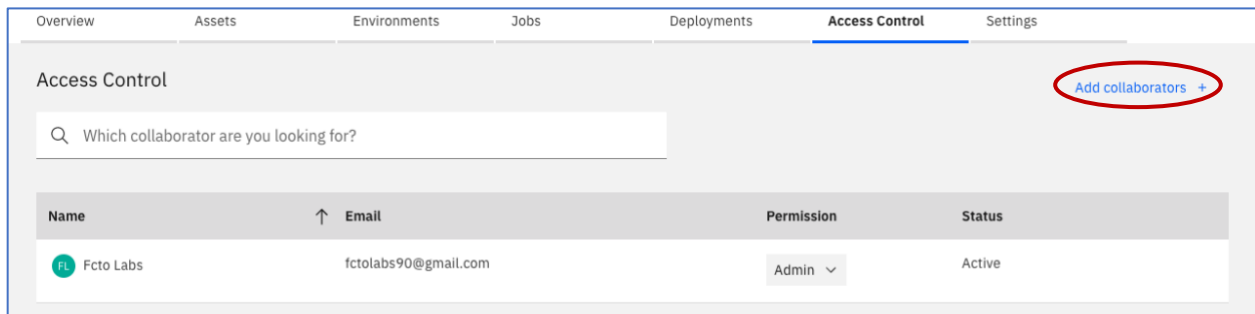 Overview Assets Environments Jobs Deployments Access Control Settings
Access Control
Add collaborators +
Which collaborator are you looking for?
Name ↑ Email Permission Status
FL Fcto Labs fctolabs90@gmail.com Admin Active